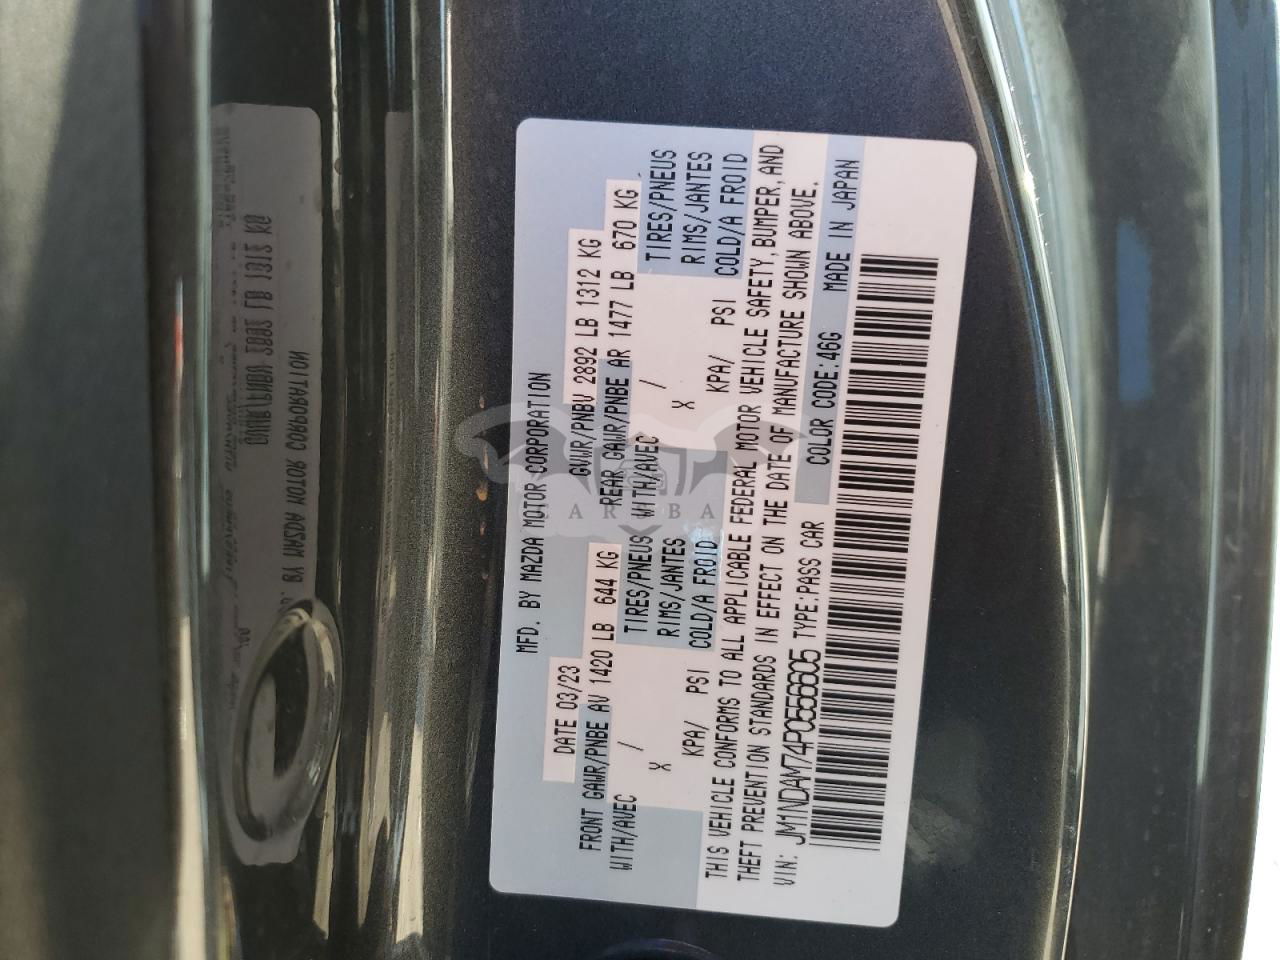 MFD. BY MAZDA MOTOR CORPORATION
DATE 03/23 GVWR/PNBV 2892 LB 1312 KG
FRONT GAWR/PNBE AV 1420 LB 644 KG REAR GAWR/PNBE AR 1477 LB 670 KG
WITH/AVEC / TIRES/PNEUS WITH/AVEC / TIRES/PNEUS
X RIMS/JANTES X RIMS/JANTES
KPA/ PSI COLD/A FROID KPA/ PSI COLD/A FROID
THIS VEHICLE CONFORMS TO ALL APPLICABLE FEDERAL MOTOR VEHICLE SAFETY, BUMPER, AND
THEFT PREVENTION STANDARDS IN EFFECT ON THE DATE OF MANUFACTURE SHOWN ABOVE.
VIN: JM1NDAM74P0556605 TYPE:PASS CAR COLOR CODE:46G MADE IN JAPAN
CARSBA